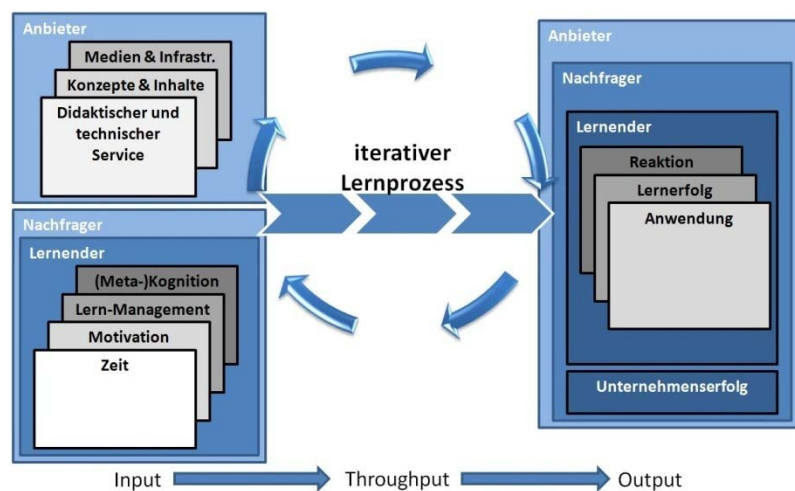 Anbieter
Medien & Infrastr.
Konzepte & Inhalte
Didaktischer und
technischer
Service
Nachfrager
Lernender
(Meta-)Kognition
Lern-Management
Motivation
Zeit
iterativer
Lernprozess
Anbieter
Nachfrager
Lernender
Reaktion
Lernerfolg
Anwendung
Unternehmenserfolg
Input
Throughput
Output